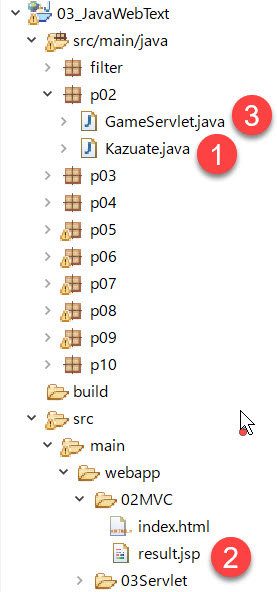 03_JavaWebText
src/main/java
filter
p02
GameServlet.java 3
Kazuate.java 1
p03
p04
p05
p06
p07
p08
p09
p10
build
src
main
webapp
02MVC
index.html
result.jsp 2
03Servlet